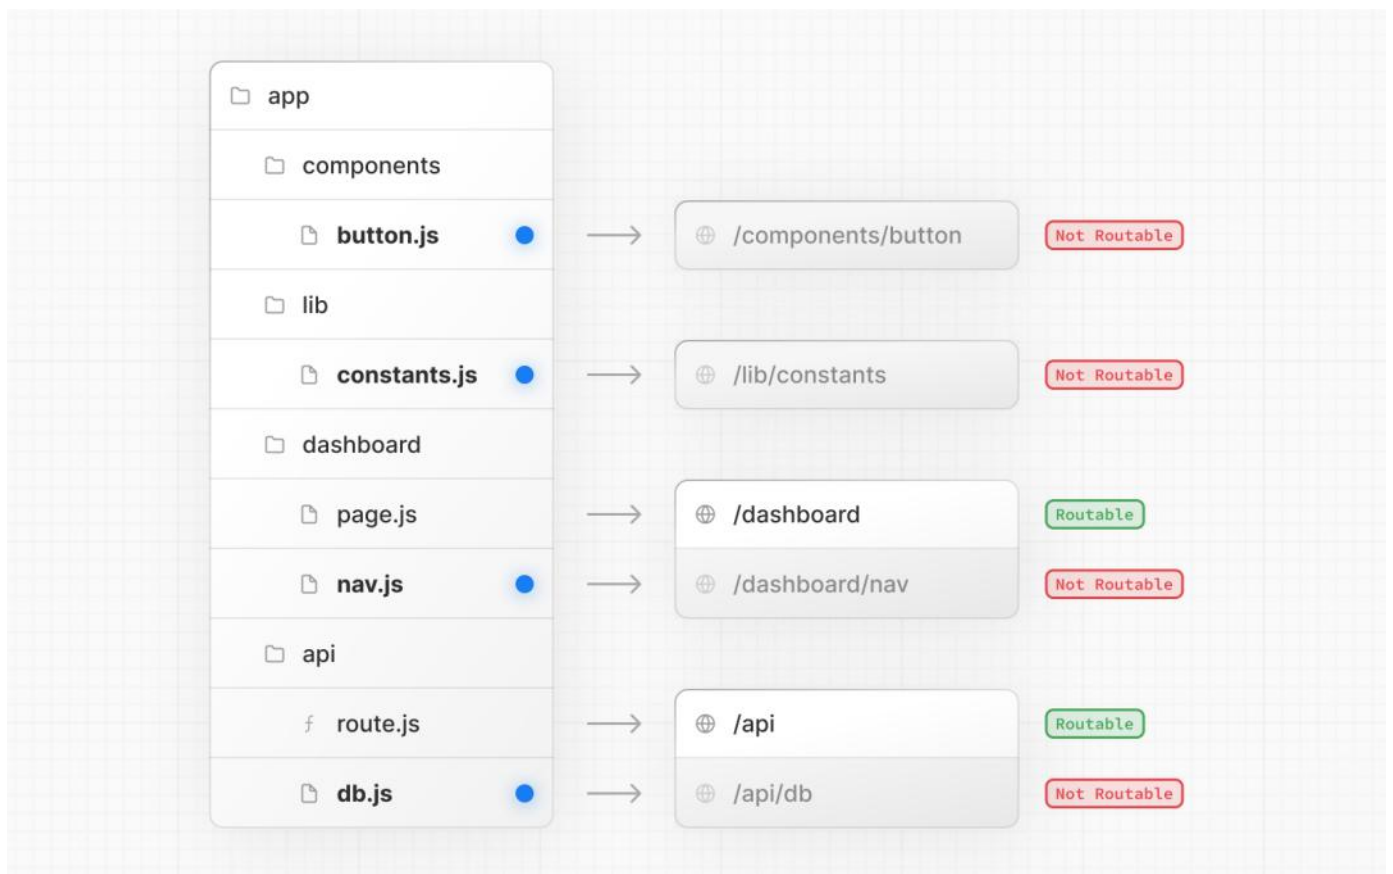 app
components
button.js /components/button Not Routable
lib
constants.js /lib/constants Not Routable
dashboard
page.js /dashboard Routable
nav.js /dashboard/nav Not Routable
api
route.js /api Routable
db.js /api/db Not Routable